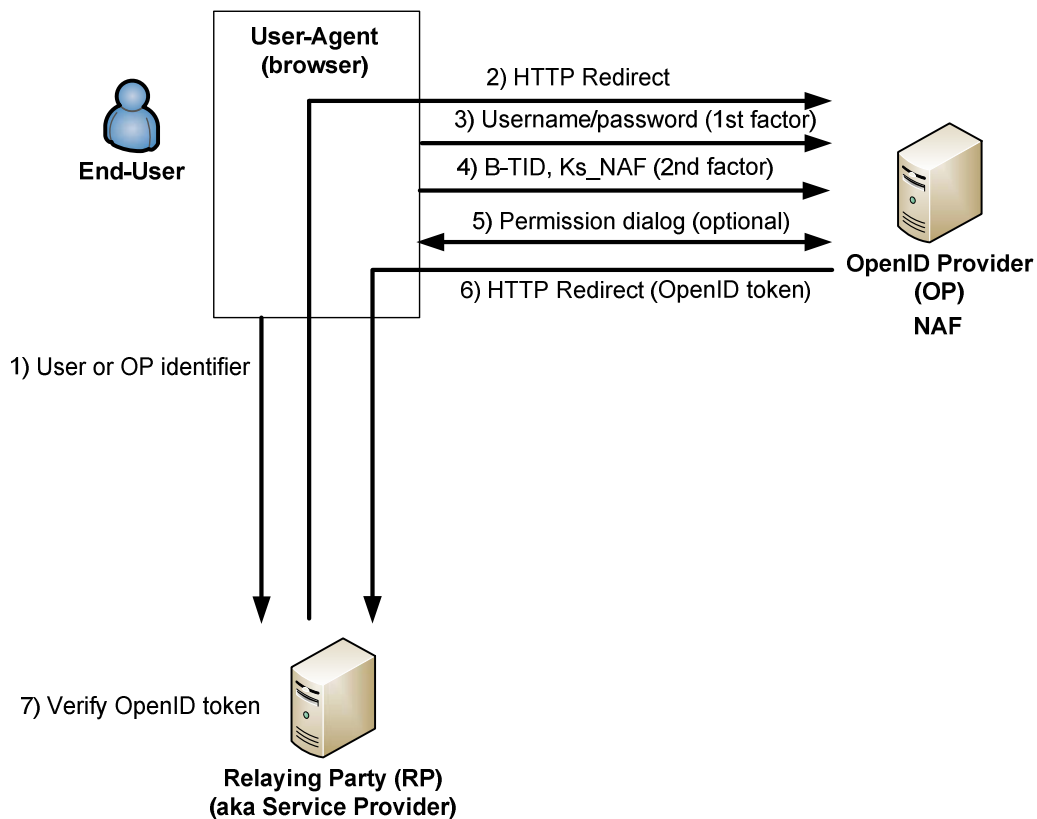 User-Agent
(browser)
End-User
2) HTTP Redirect
3) Username/password (1st factor)
4) B-TID, Ks_NAF (2nd factor)
5) Permission dialog (optional)
6) HTTP Redirect (OpenID token)
OpenID Provider
(OP)
NAF
1) User or OP identifier
7) Verify OpenID token
Relaying Party (RP)
(aka Service Provider)